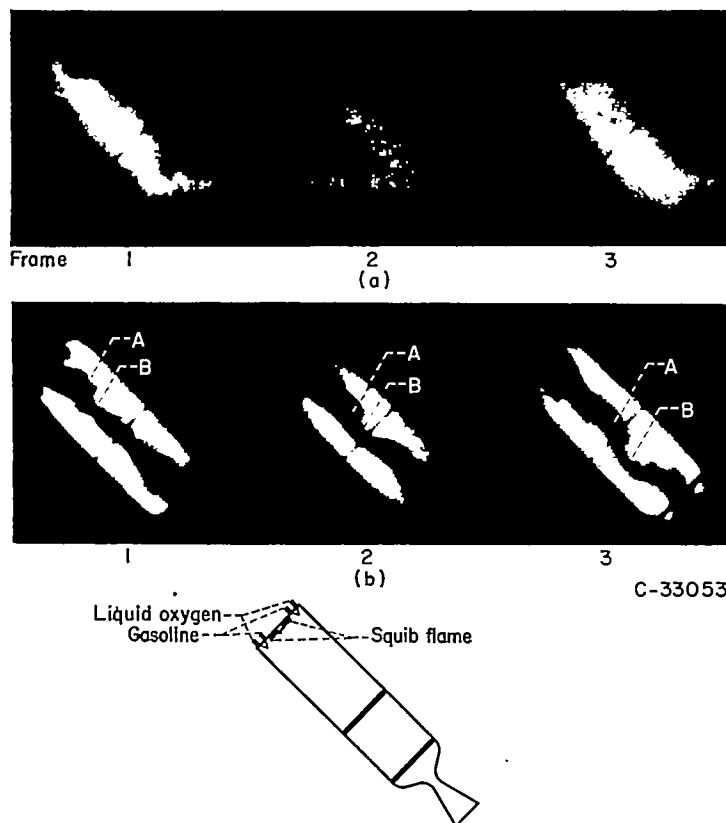 Frame 1 2 3
(a)
A
B
A
B
A
B
1 2 3
(b)
C-33053
Liquid oxygen
Gasoline
Squib flame